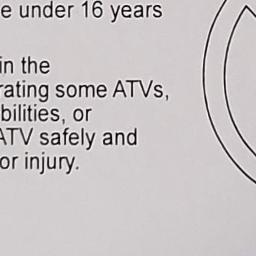 e under 16 years
in the
rating some ATVs,
bilities, or
ATV safely and
or injury.